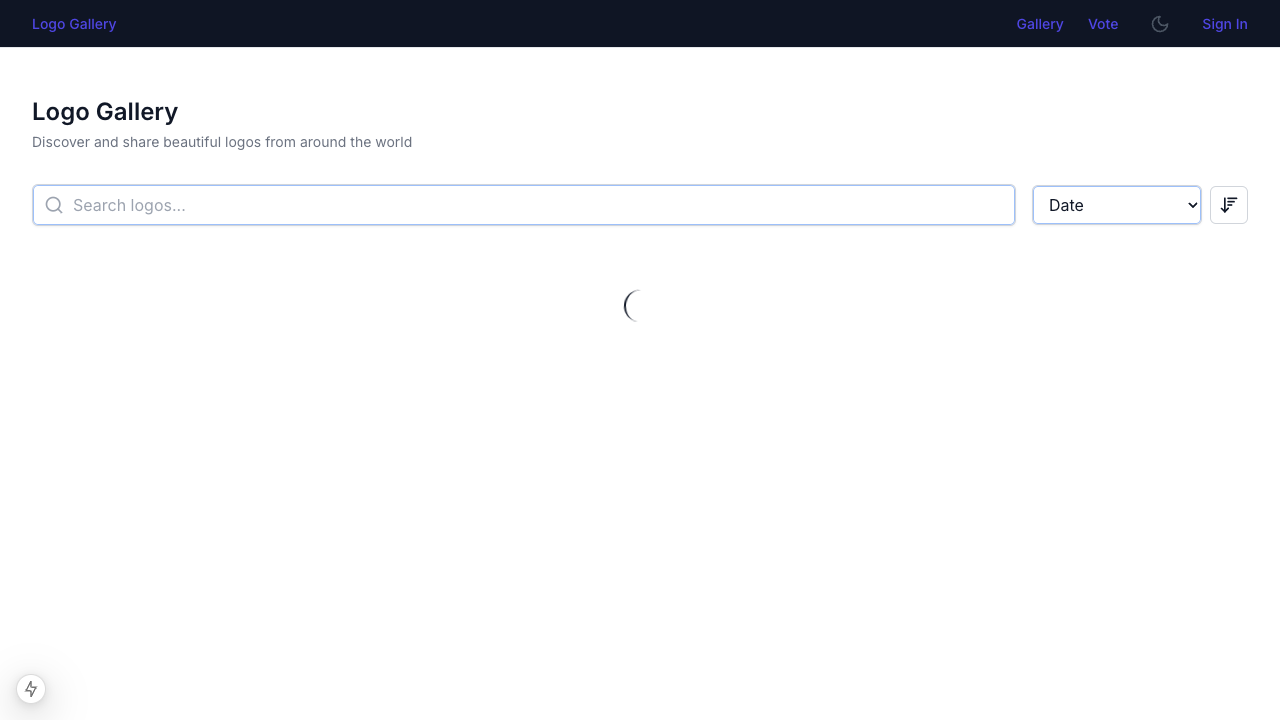 Logo Gallery
Gallery
Vote
Sign In
Logo Gallery
Discover and share beautiful logos from around the world
Search logos...
Date